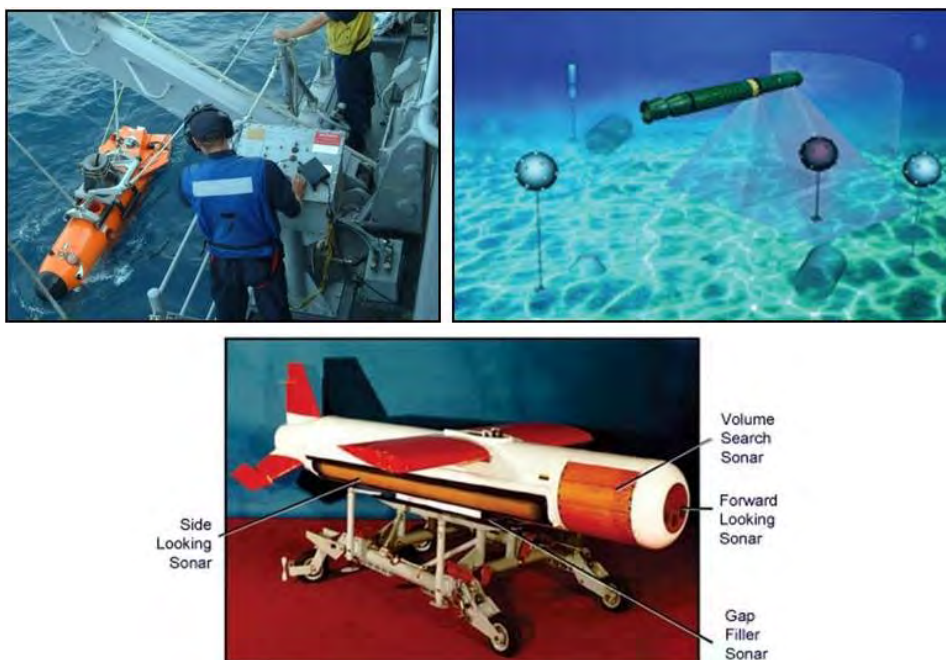 Volume
Search
Sonar
Forward
Looking
Sonar
Side
Looking
Sonar
Gap
Filler
Sonar